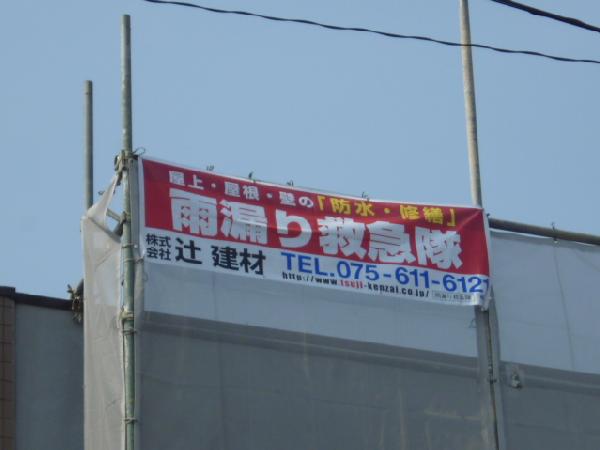 屋上・屋根・壁の「防水・修繕」
雨漏り救急隊
株式会社 辻 建材 TEL.075-611-6121
http://www.tsuji-kenzai.co.jp/